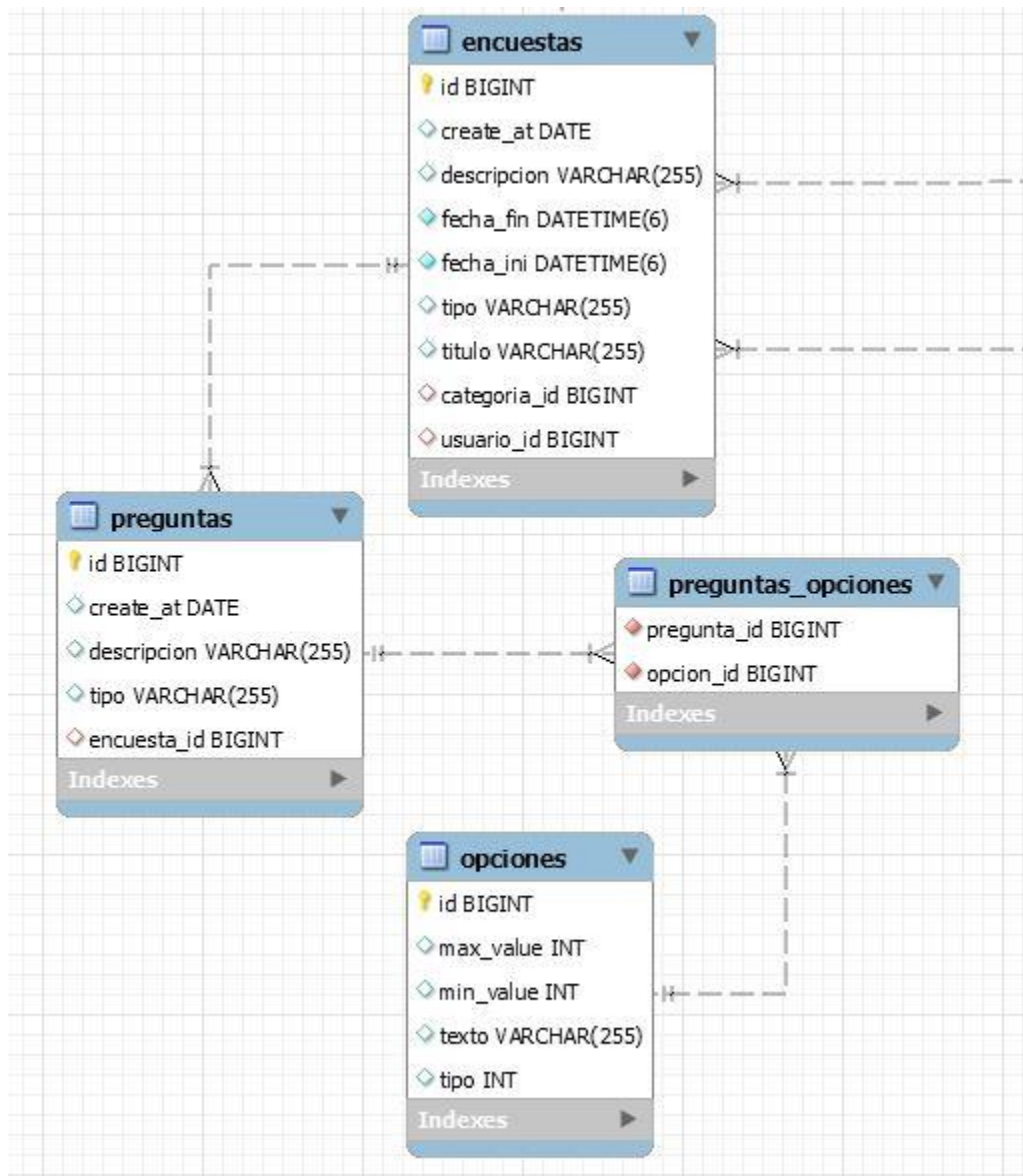 encuestas
id BIGINT
create_at DATE
descripcion VARCHAR(255)
fecha_fin DATETIME(6)
fecha_ini DATETIME(6)
tipo VARCHAR(255)
titulo VARCHAR(255)
categoria_id BIGINT
usuario_id BIGINT
Indexes
preguntas
id BIGINT
create_at DATE
descripcion VARCHAR(255)
tipo VARCHAR(255)
encuesta_id BIGINT
Indexes
preguntas_opciones
pregunta_id BIGINT
opcion_id BIGINT
Indexes
opciones
id BIGINT
max_value INT
min_value INT
texto VARCHAR(255)
tipo INT
Indexes